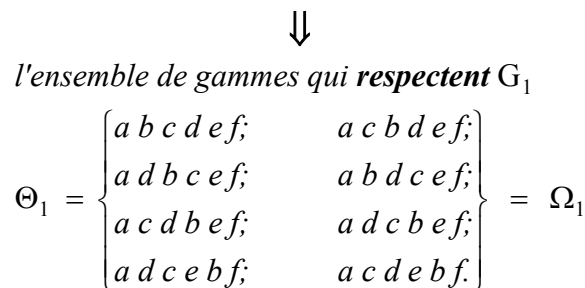 ⇓
l'ensemble de gammes qui respectent G₁
a b c d e f; a c b d e f;
a d b c e f; a b d c e f;
Θ₁ = = Ω₁
a c d b e f; a d c b e f;
a d c e b f; a c d e b f.